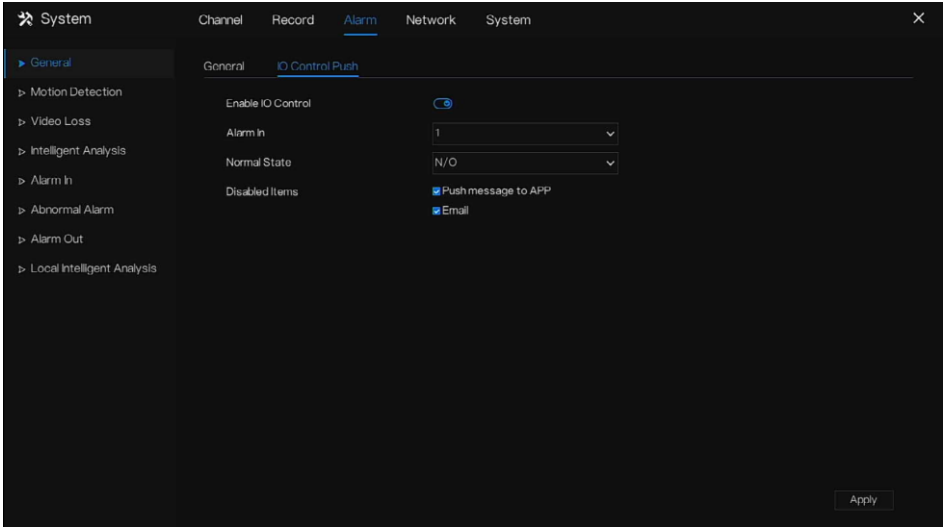 System
Channel Record Alarm Network System
General
Motion Detection
Video Loss
Intelligent Analysis
Alarm In
Abnormal Alarm
Alarm Out
Local Intelligent Analysis
General IO Control Push
Enable IO Control
Alarm In 1
Normal State N/O
Disabled Items Push message to APP
Email
Apply